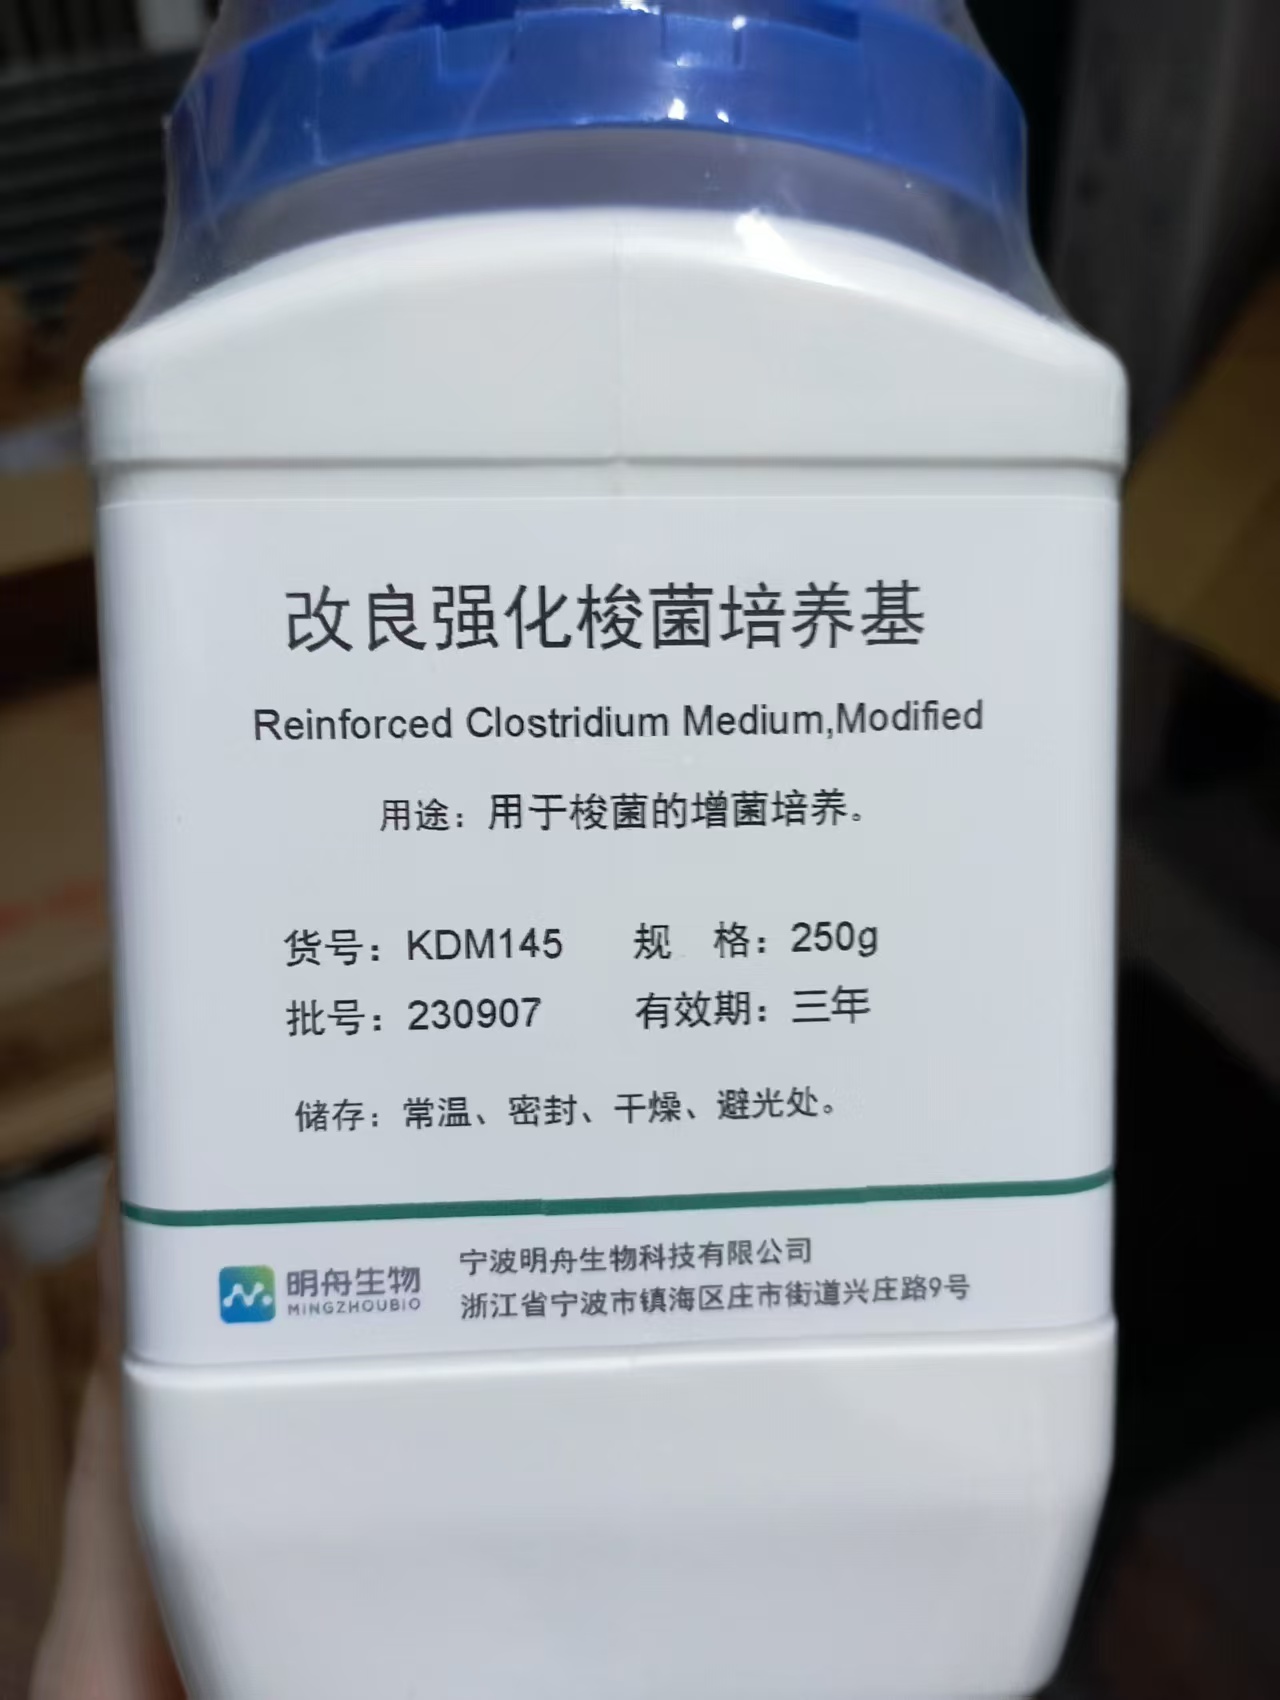 改良强化梭菌培养基
Reinforced Clostridium Medium,Modified
用途：用于梭菌的增菌培养。
货号：KDM145 规 格：250g
批号：230907 有效期：三年
储存：常温、密封、干燥、避光处。
明舟生物
MINGZHOUBIO
宁波明舟生物科技有限公司
浙江省宁波市镇海区庄市街道兴庄路9号